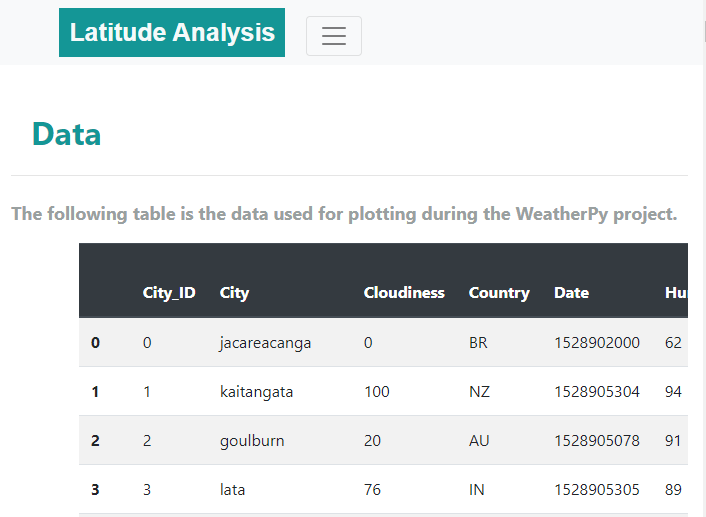 Latitude Analysis
Data
The following table is the data used for plotting during the WeatherPy project.
City_ID City Cloudiness Country Date
0 0 jacareacanga 0 BR 1528902000 62
1 1 kaitangata 100 NZ 1528905304 94
2 2 goulburn 20 AU 1528905078 91
3 3 lata 76 IN 1528905305 89